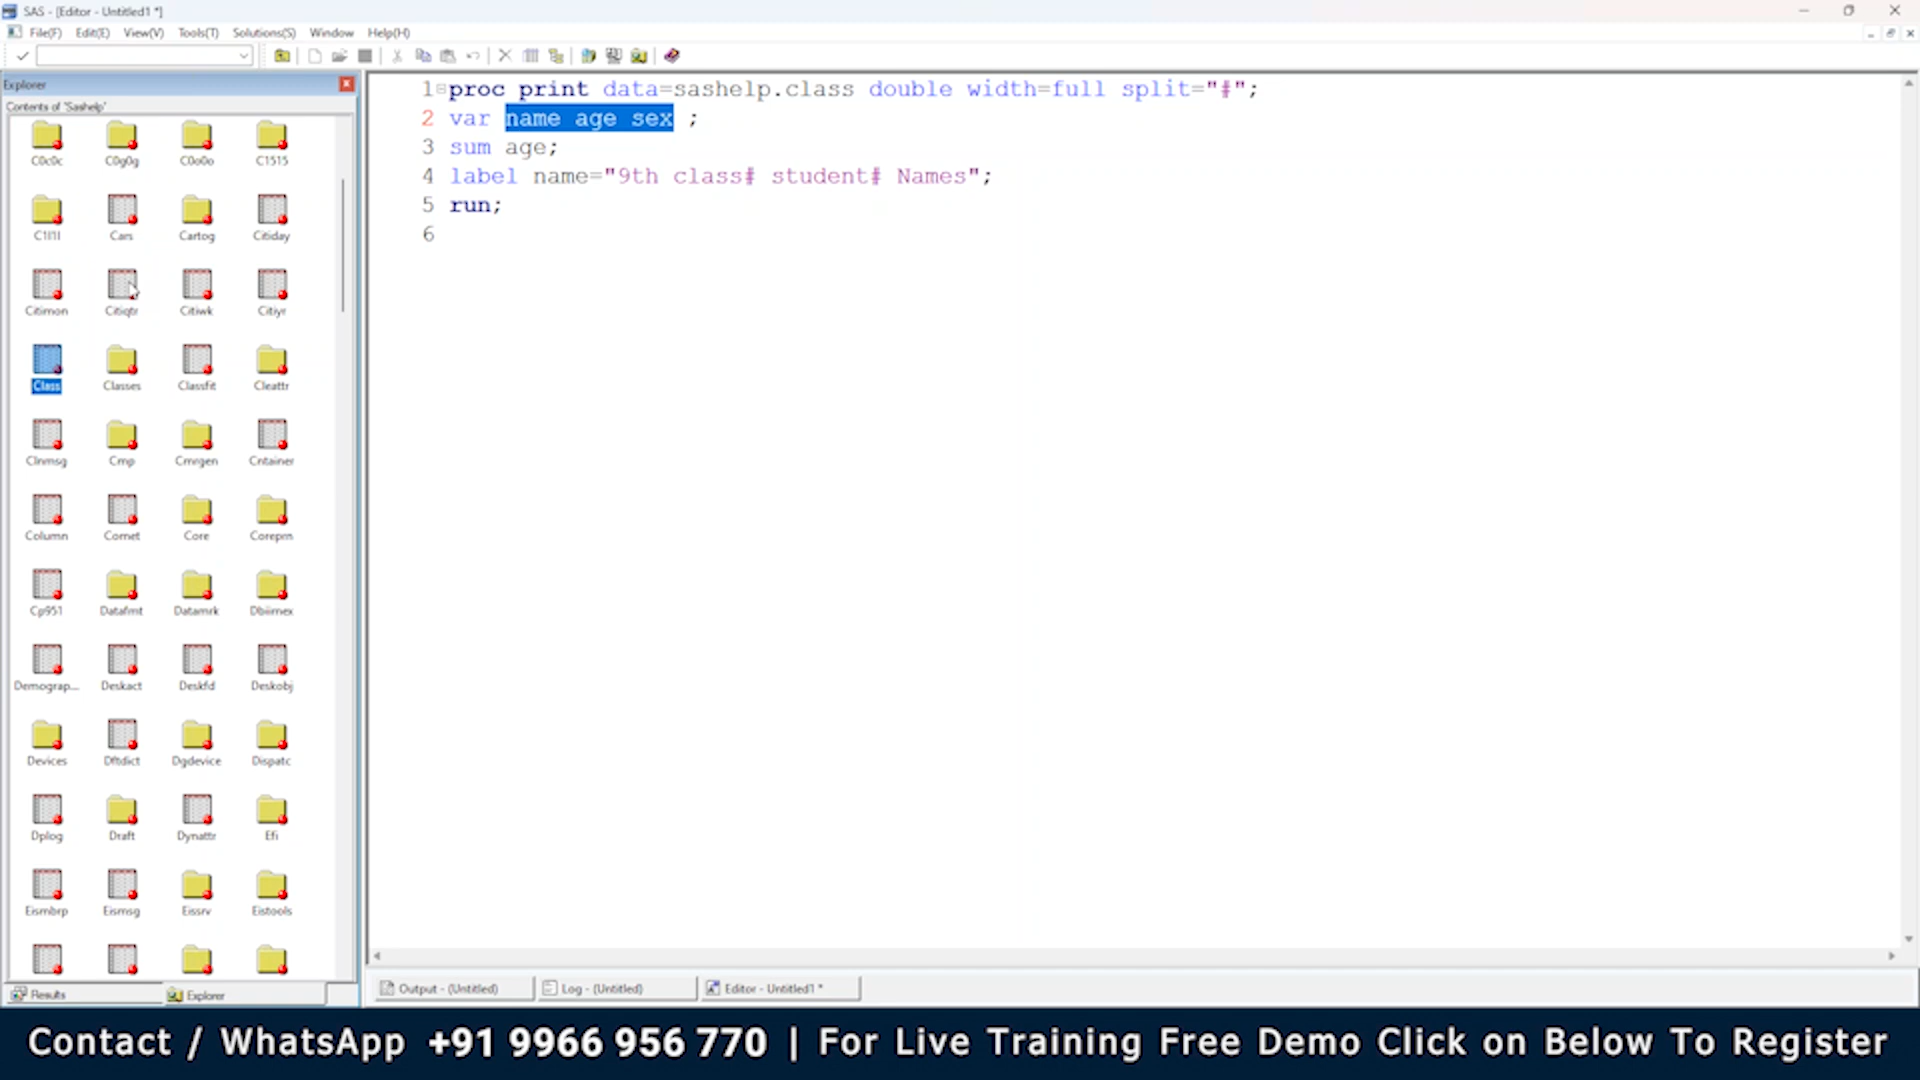 SAS - [Editor - Untitled1 *]
File(F) Edit(E) View(V) Tools(T) Solutions(S) Window Help(H)
Explorer
Contents of 'Sashelp'
C0c0c C0g0g C0o0o C1515
C1l1l Cars Cartog Citiday
Citimon Citiqtr Citiwk Citiyr
Class Classes Classfit Cleattr
Clnmsg Cmp Cmrgen Cntainer
Column Comet Core Corepm
Cp951 Datafmt Datamrk Dbiimex
Demograp... Deskact Deskfd Deskobj
Devices Dftdict Dgdevice Dispatc
Dplog Draft Dynattr Efi
Eismbrp Eismsg Eissrv Eistools
Results Explorer
1 proc print data=sashelp.class double width=full split="#";
2 var name age sex ;
3 sum age;
4 label name="9th class# student# Names";
5 run;
6
Output - (Untitled) Log - (Untitled) Editor - Untitled1 *
Contact / WhatsApp +91 9966 956 770 | For Live Training Free Demo Click on Below To Register